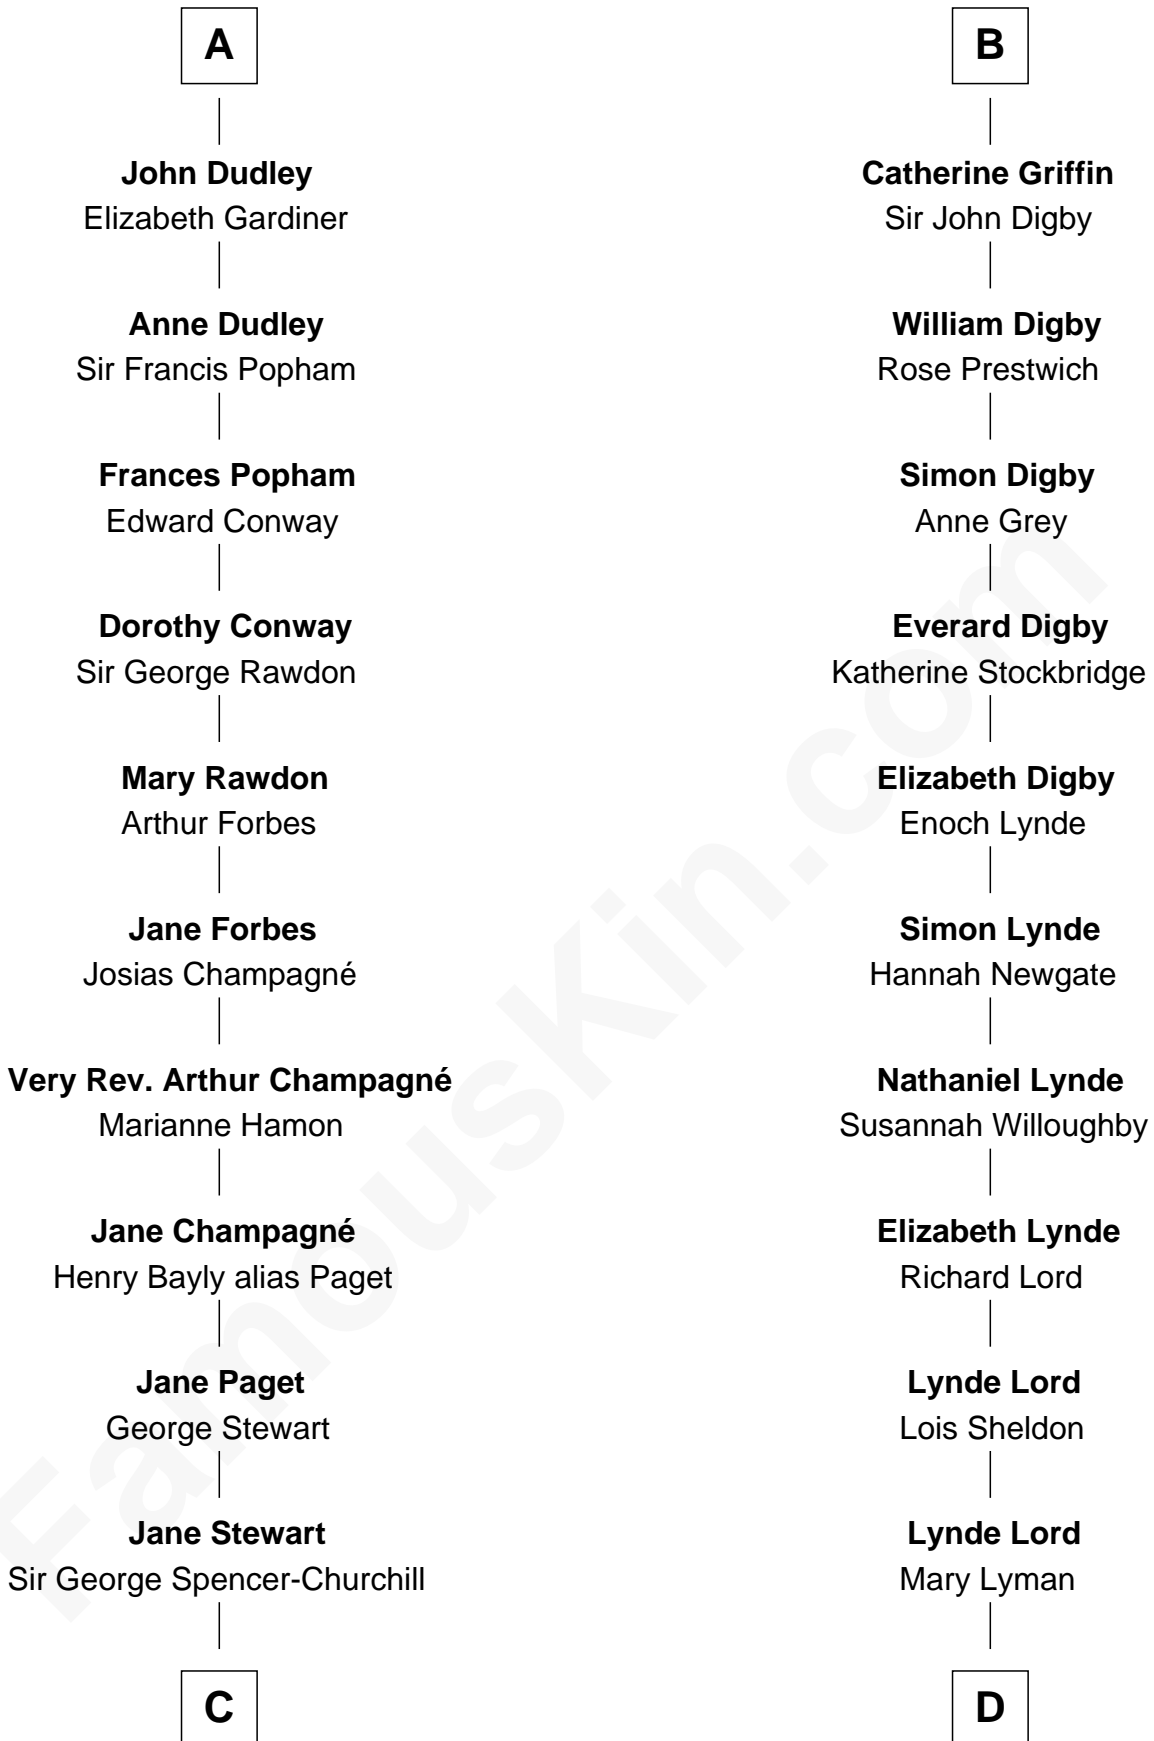 A
John Dudley
Elizabeth Gardiner
Anne Dudley
Sir Francis Popham
Frances Popham
Edward Conway
Dorothy Conway
Sir George Rawdon
Mary Rawdon
Arthur Forbes
Jane Forbes
Josias Champagné
Very Rev. Arthur Champagné
Marianne Hamon
Jane Champagné
Henry Bayly alias Paget
Jane Paget
George Stewart
Jane Stewart
Sir George Spencer-Churchill
C
B
Catherine Griffin
Sir John Digby
William Digby
Rose Prestwich
Simon Digby
Anne Grey
Everard Digby
Katherine Stockbridge
Elizabeth Digby
Enoch Lynde
Simon Lynde
Hannah Newgate
Nathaniel Lynde
Susannah Willoughby
Elizabeth Lynde
Richard Lord
Lynde Lord
Lois Sheldon
Lynde Lord
Mary Lyman
D
FamousKin.com